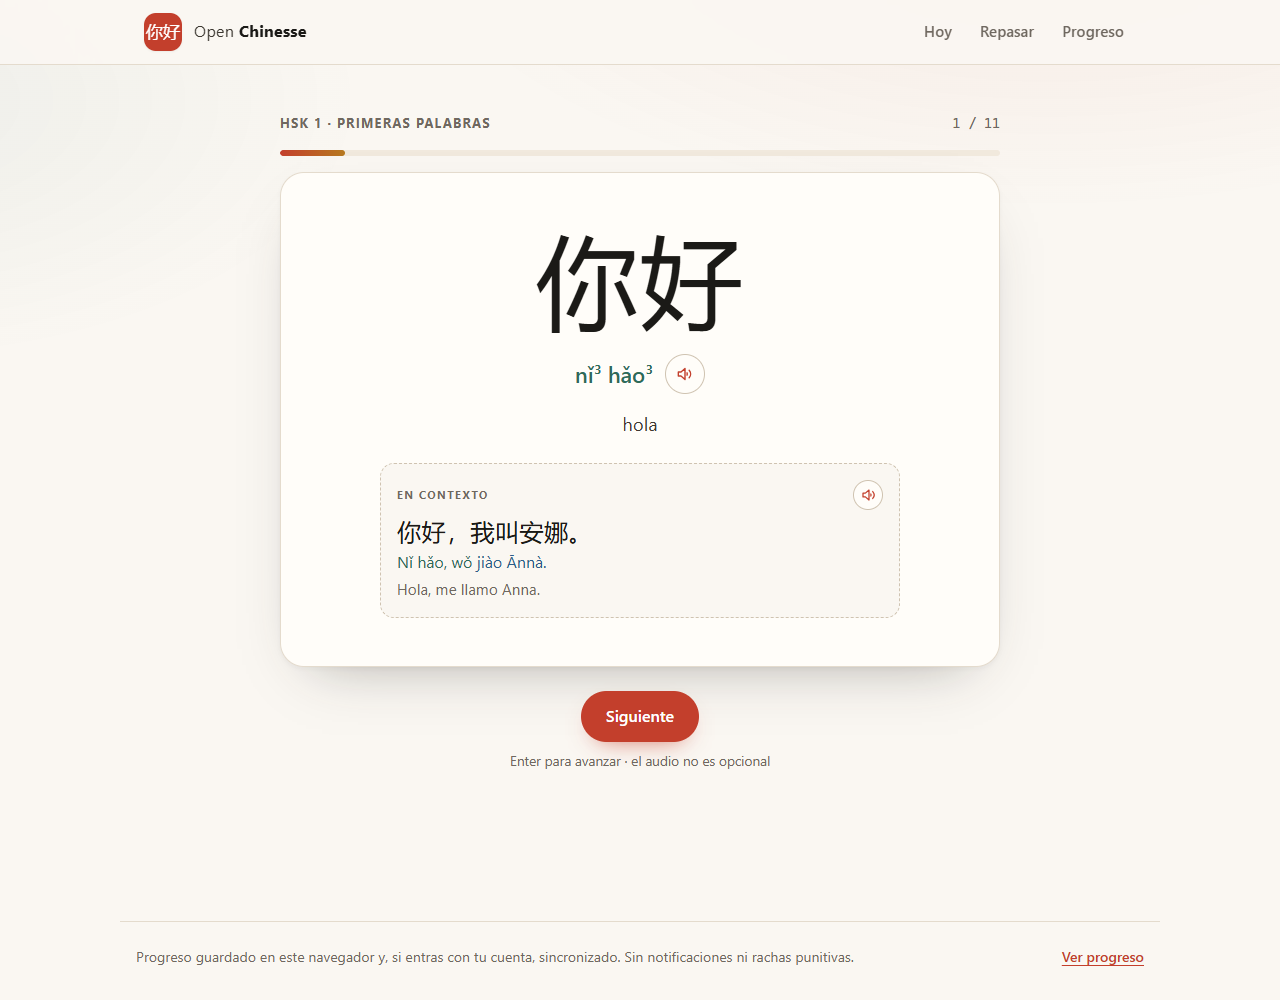 你好 Open Chinesse
Hoy Repasar Progreso
HSK 1 · PRIMERAS PALABRAS
1 / 11
你好
nǐ³ hǎo³
hola
EN CONTEXTO
你好，我叫安娜。
Nǐ hǎo, wǒ jiào Ānnà.
Hola, me llamo Anna.
Siguiente
Enter para avanzar · el audio no es opcional
Progreso guardado en este navegador y, si entras con tu cuenta, sincronizado. Sin notificaciones ni rachas punitivas.
Ver progreso